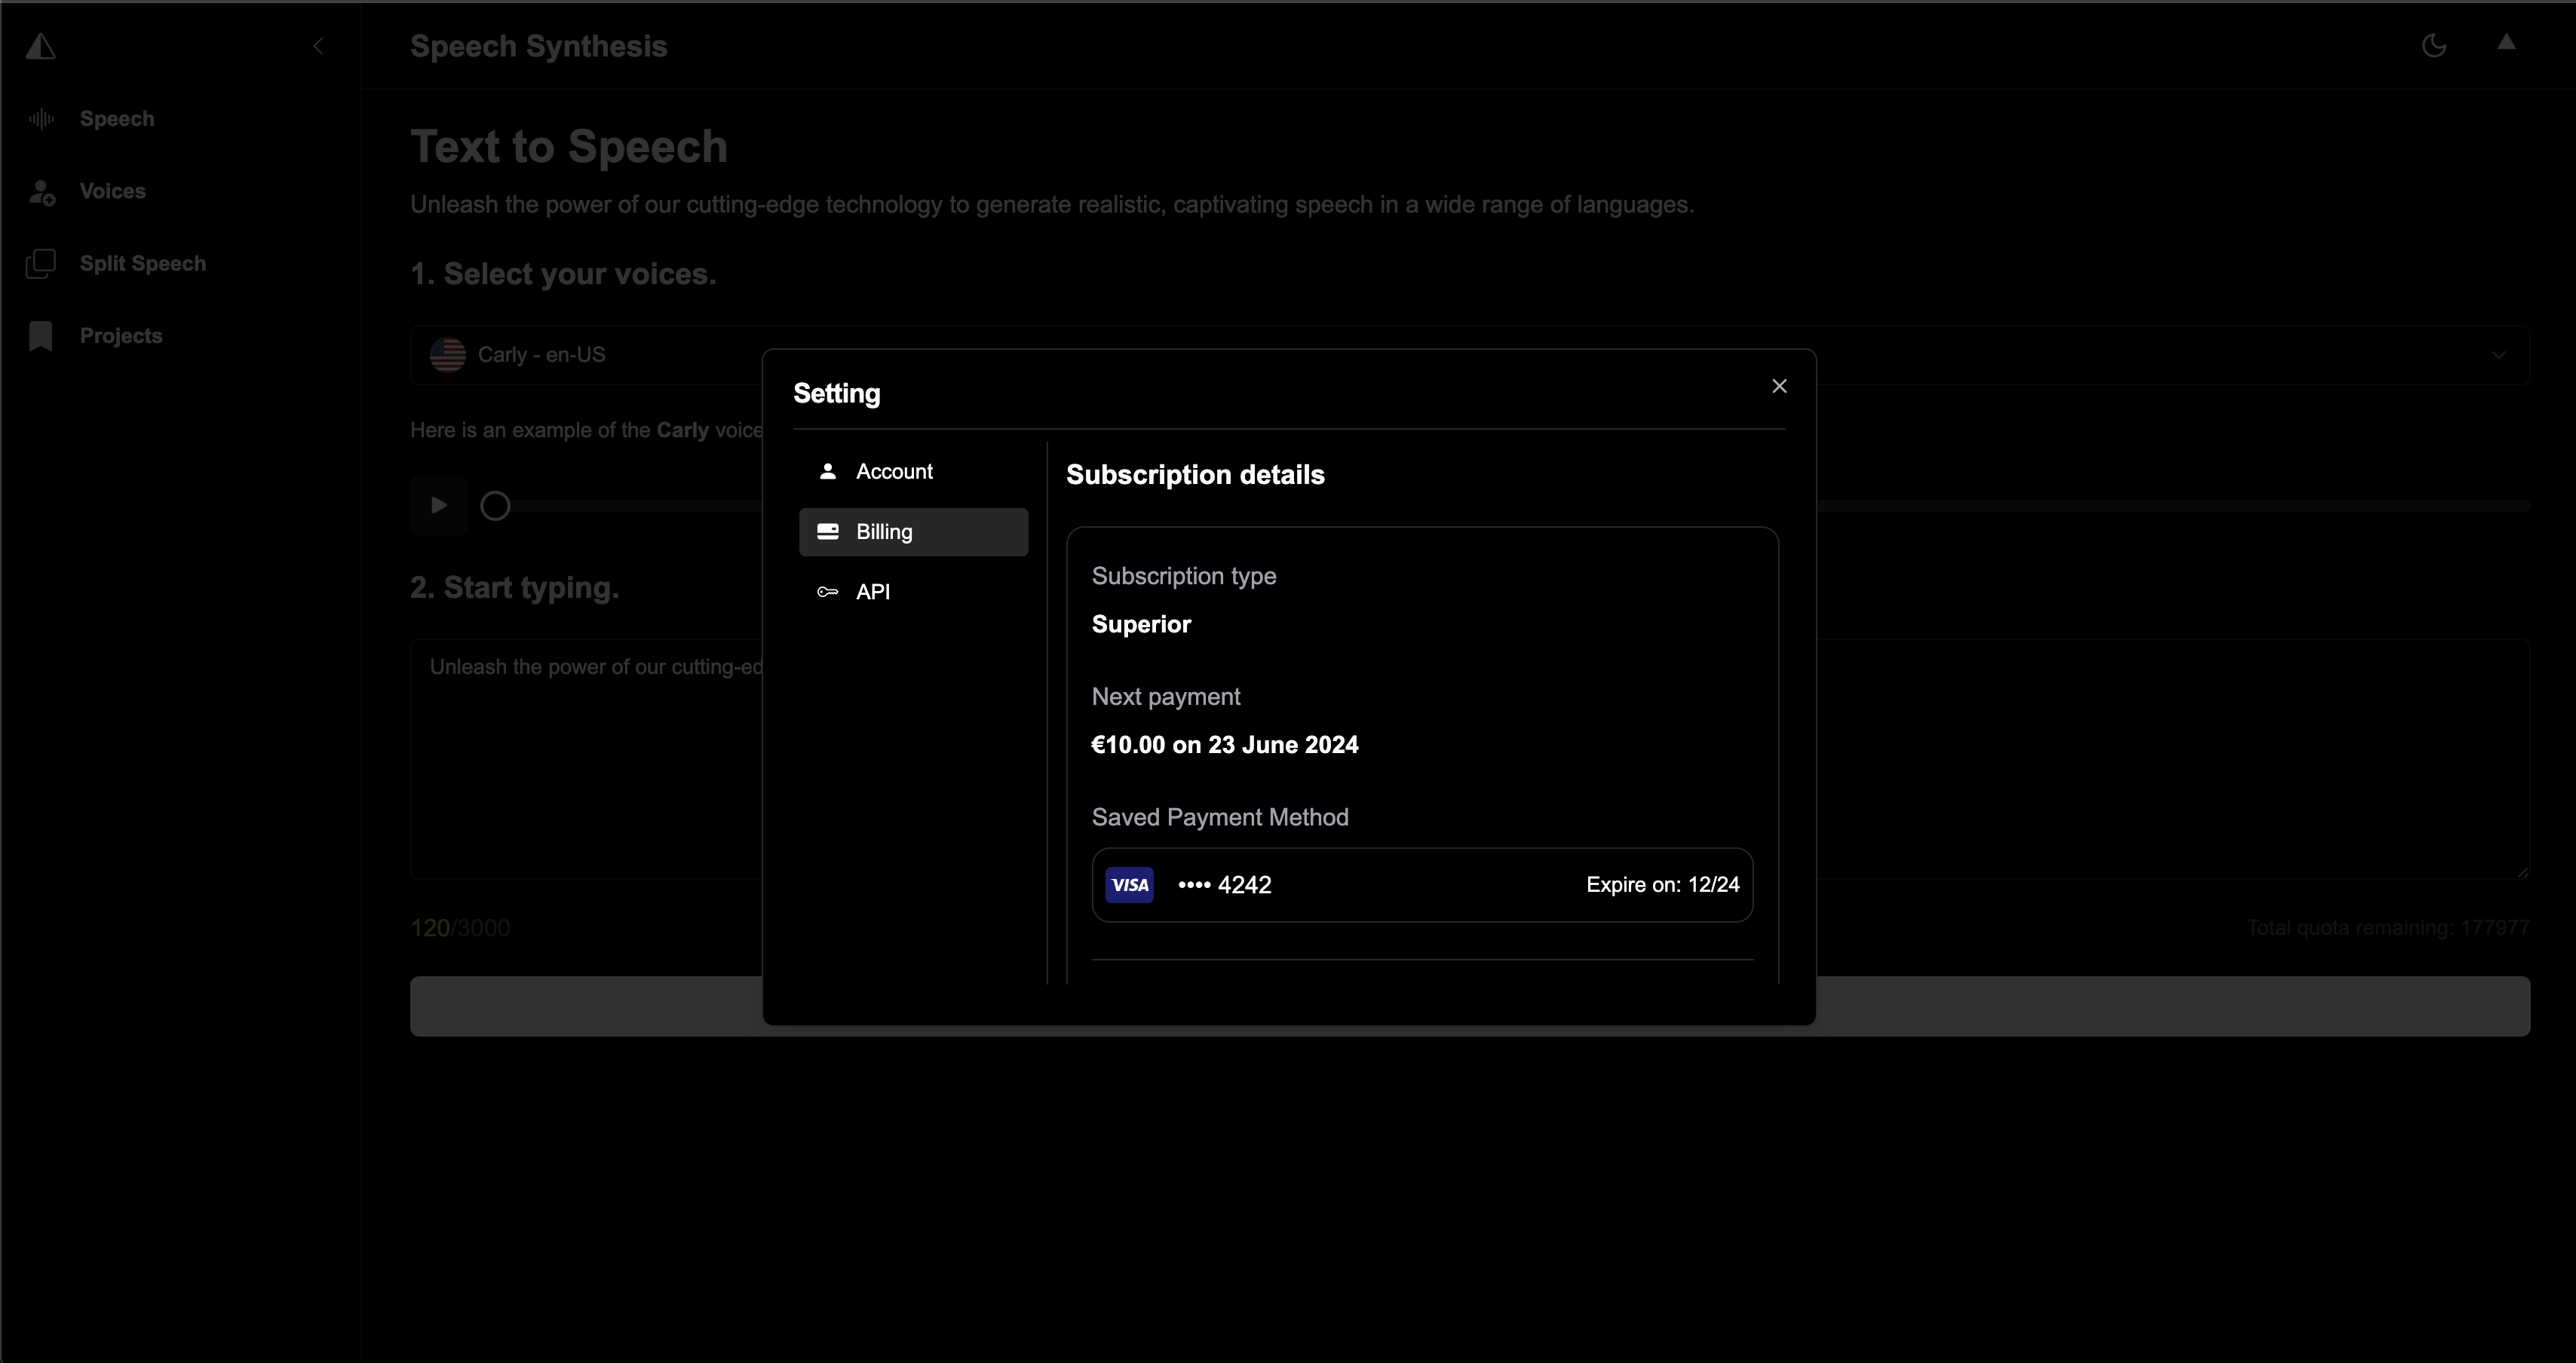 Speech Synthesis
Speech
Voices
Split Speech
Projects
Text to Speech
Unleash the power of our cutting-edge technology to generate realistic, captivating speech in a wide range of languages.
1. Select your voices.
Carly - en-US
Here is an example of the Carly voice
2. Start typing.
Unleash the power of our cutting-ed
120/3000
Total quota remaining: 177977
Setting
Account
Billing
API
Subscription details
Subscription type
Superior
Next payment
€10.00 on 23 June 2024
Saved Payment Method
VISA •••• 4242 Expire on: 12/24